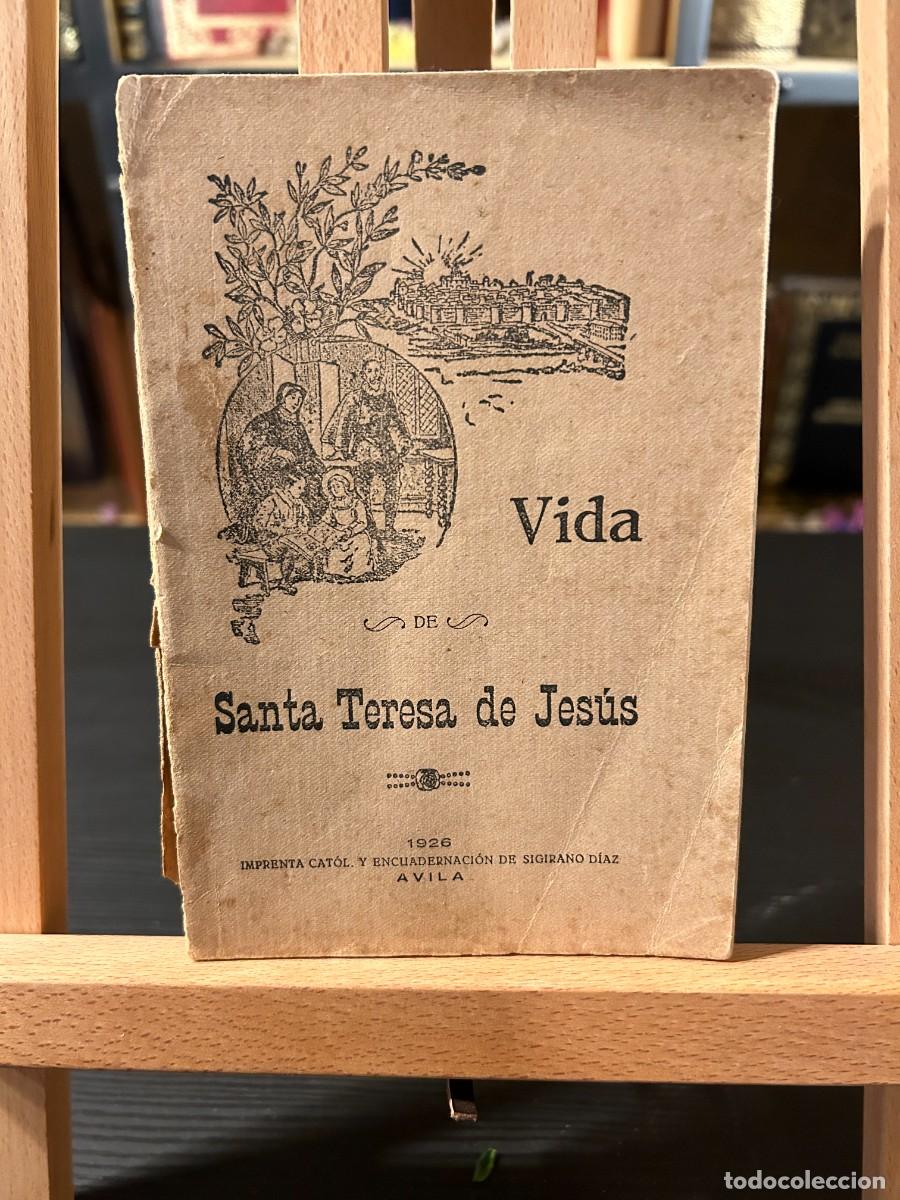 Vida
DE
Santa Teresa de Jesús
1926
IMPRENTA CATÓL. Y ENCUADERNACIÓN DE SIGIRANO DÍAZ
AVILA
todocoleccion